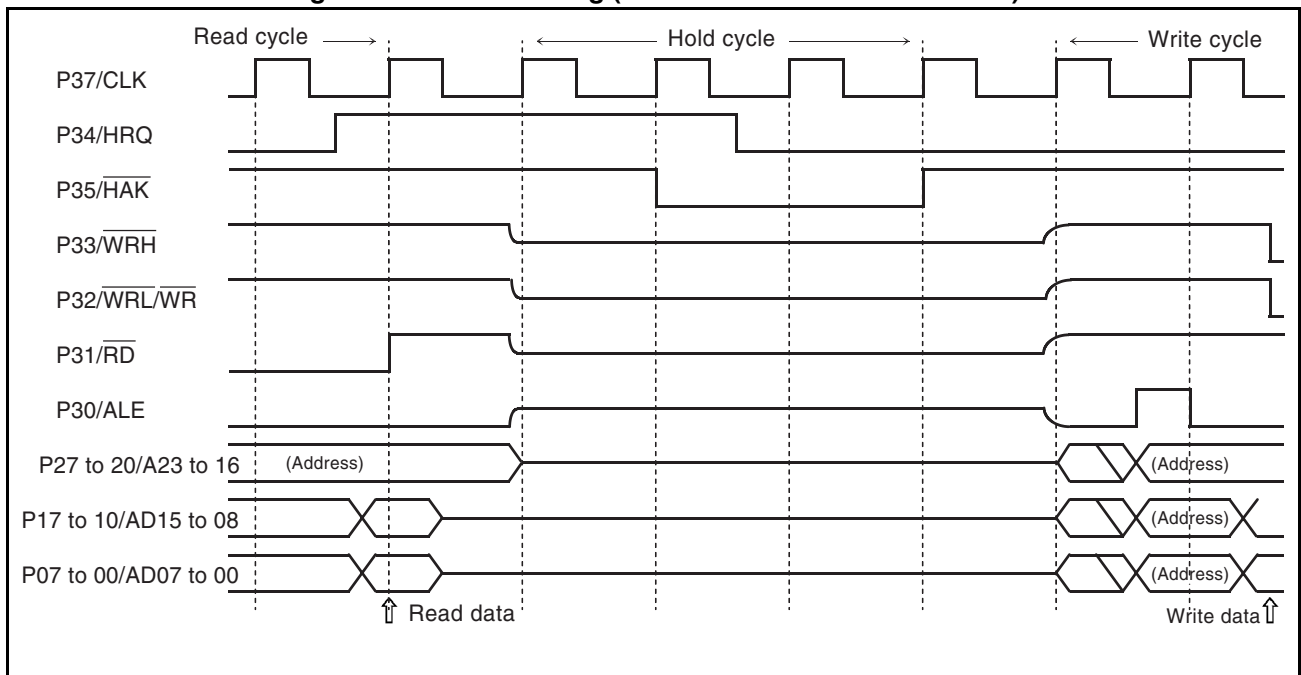 Read cycle Hold cycle Write cycle
P37/CLK
P34/HRQ
P35/HAK
P33/WRH
P32/WRL/WR
P31/RD
P30/ALE
P27 to 20/A23 to 16 (Address) (Address)
P17 to 10/AD15 to 08 (Address)
P07 to 00/AD07 to 00 (Address)
Read data Write data